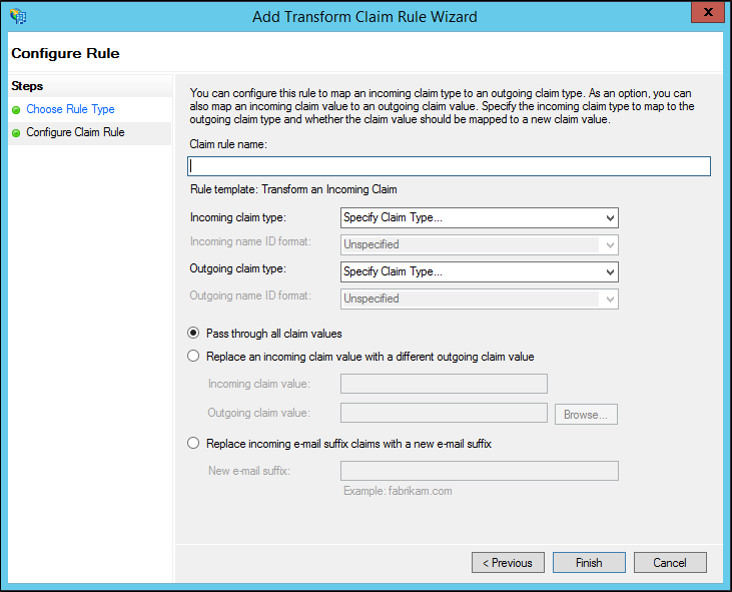 Add Transform Claim Rule Wizard
x
Configure Rule
Steps
Choose Rule Type
Configure Claim Rule
You can configure this rule to map an incoming claim type to an outgoing claim type. As an option, you can
also map an incoming claim value to an outgoing claim value. Specify the incoming claim type to map to the
outgoing claim type and whether the claim value should be mapped to a new claim value.
Claim rule name:
Rule template: Transform an Incoming Claim
Incoming claim type: Specify Claim Type...
Incoming name ID format: Unspecified
Outgoing claim type: Specify Claim Type...
Outgoing name ID format: Unspecified
Pass through all claim values
Replace an incoming claim value with a different outgoing claim value
Incoming claim value:
Outgoing claim value: Browse...
Replace incoming e-mail suffix claims with a new e-mail suffix
New e-mail suffix:
Example: fabrikam.com
< Previous Finish Cancel